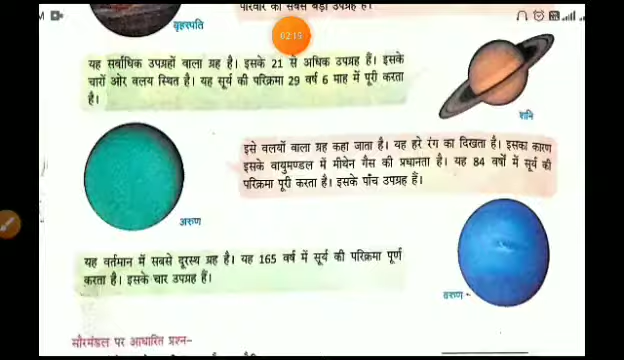 M
परिवार का सबसे बड़ा उपग्रह है।
बृहस्पति
02:15
यह सर्वाधिक उपग्रहों वाला ग्रह है। इसके 21 से अधिक उपग्रह हैं। इसके
चारों ओर वलय स्थित है। यह सूर्य की परिक्रमा 29 वर्ष 6 माह में पूरी करता
है।
शनि
इसे वलयों वाला ग्रह कहा जाता है। यह हरे रंग का दिखता है। इसका कारण
इसके वायुमण्डल में मीथेन गैस की प्रधानता है। यह 84 वर्षों में सूर्य की
परिक्रमा पूरी करता है। इसके पाँच उपग्रह हैं।
अरुण
यह वर्तमान में सबसे दूरस्थ ग्रह है। यह 165 वर्ष में सूर्य की परिक्रमा पूर्ण
करता है। इसके चार उपग्रह हैं।
वरुण -
सौरमंडल पर आधारित प्रश्न-